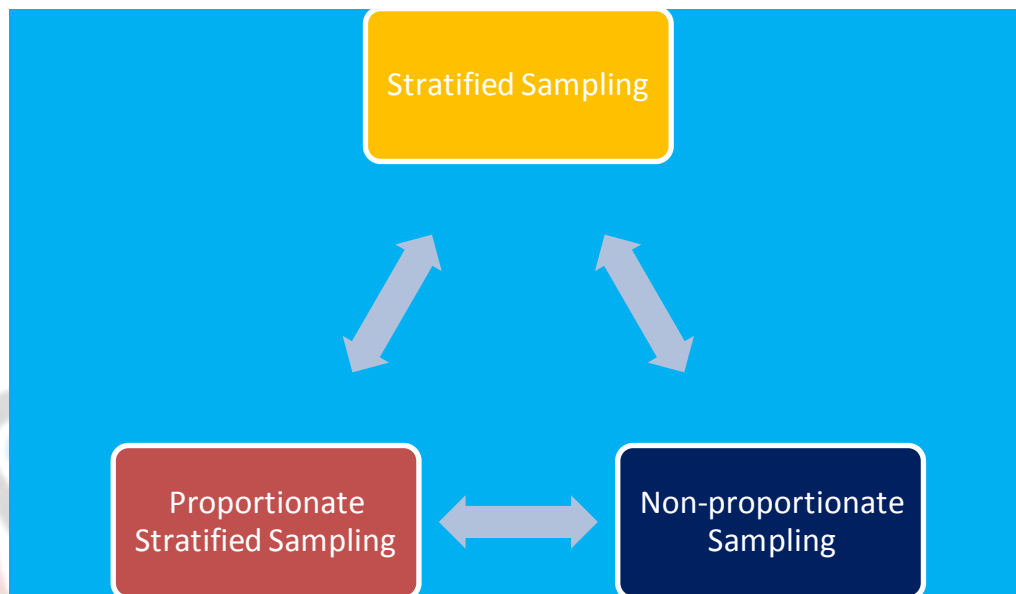 Stratified Sampling
Proportionate
Stratified Sampling
Non-proportionate
Sampling